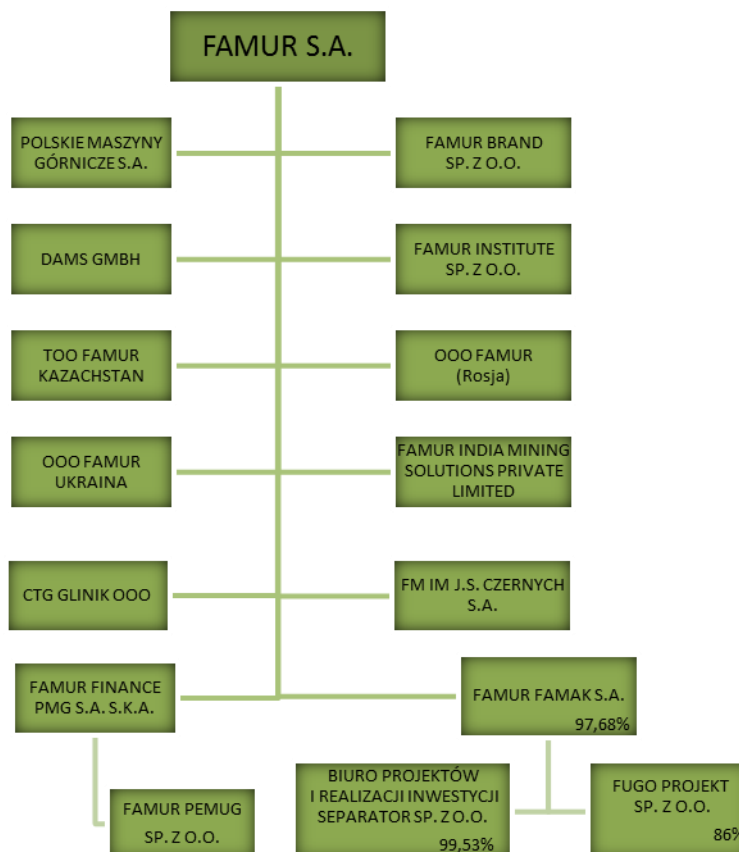 FAMUR S.A.
POLSKIE MASZYNY
GÓRNICZE S.A.
FAMUR BRAND
SP. Z O.O.
DAMS GMBH
FAMUR INSTITUTE
SP. Z O.O.
TOO FAMUR
KAZACHSTAN
OOO FAMUR
(Rosja)
OOO FAMUR
UKRAINA
FAMUR INDIA MINING
SOLUTIONS PRIVATE
LIMITED
CTG GLINIK OOO
FM IM J.S. CZERNYCH
S.A.
FAMUR FINANCE
PMG S.A. S.K.A.
FAMUR FAMAK S.A.
97,68%
FAMUR PEMUG
SP. Z O.O.
BIURO PROJEKTÓW
I REALIZACJI INWESTYCJI
SEPARATOR SP. Z O.O.
99,53%
FUGO PROJEKT
SP. Z O.O.
86%